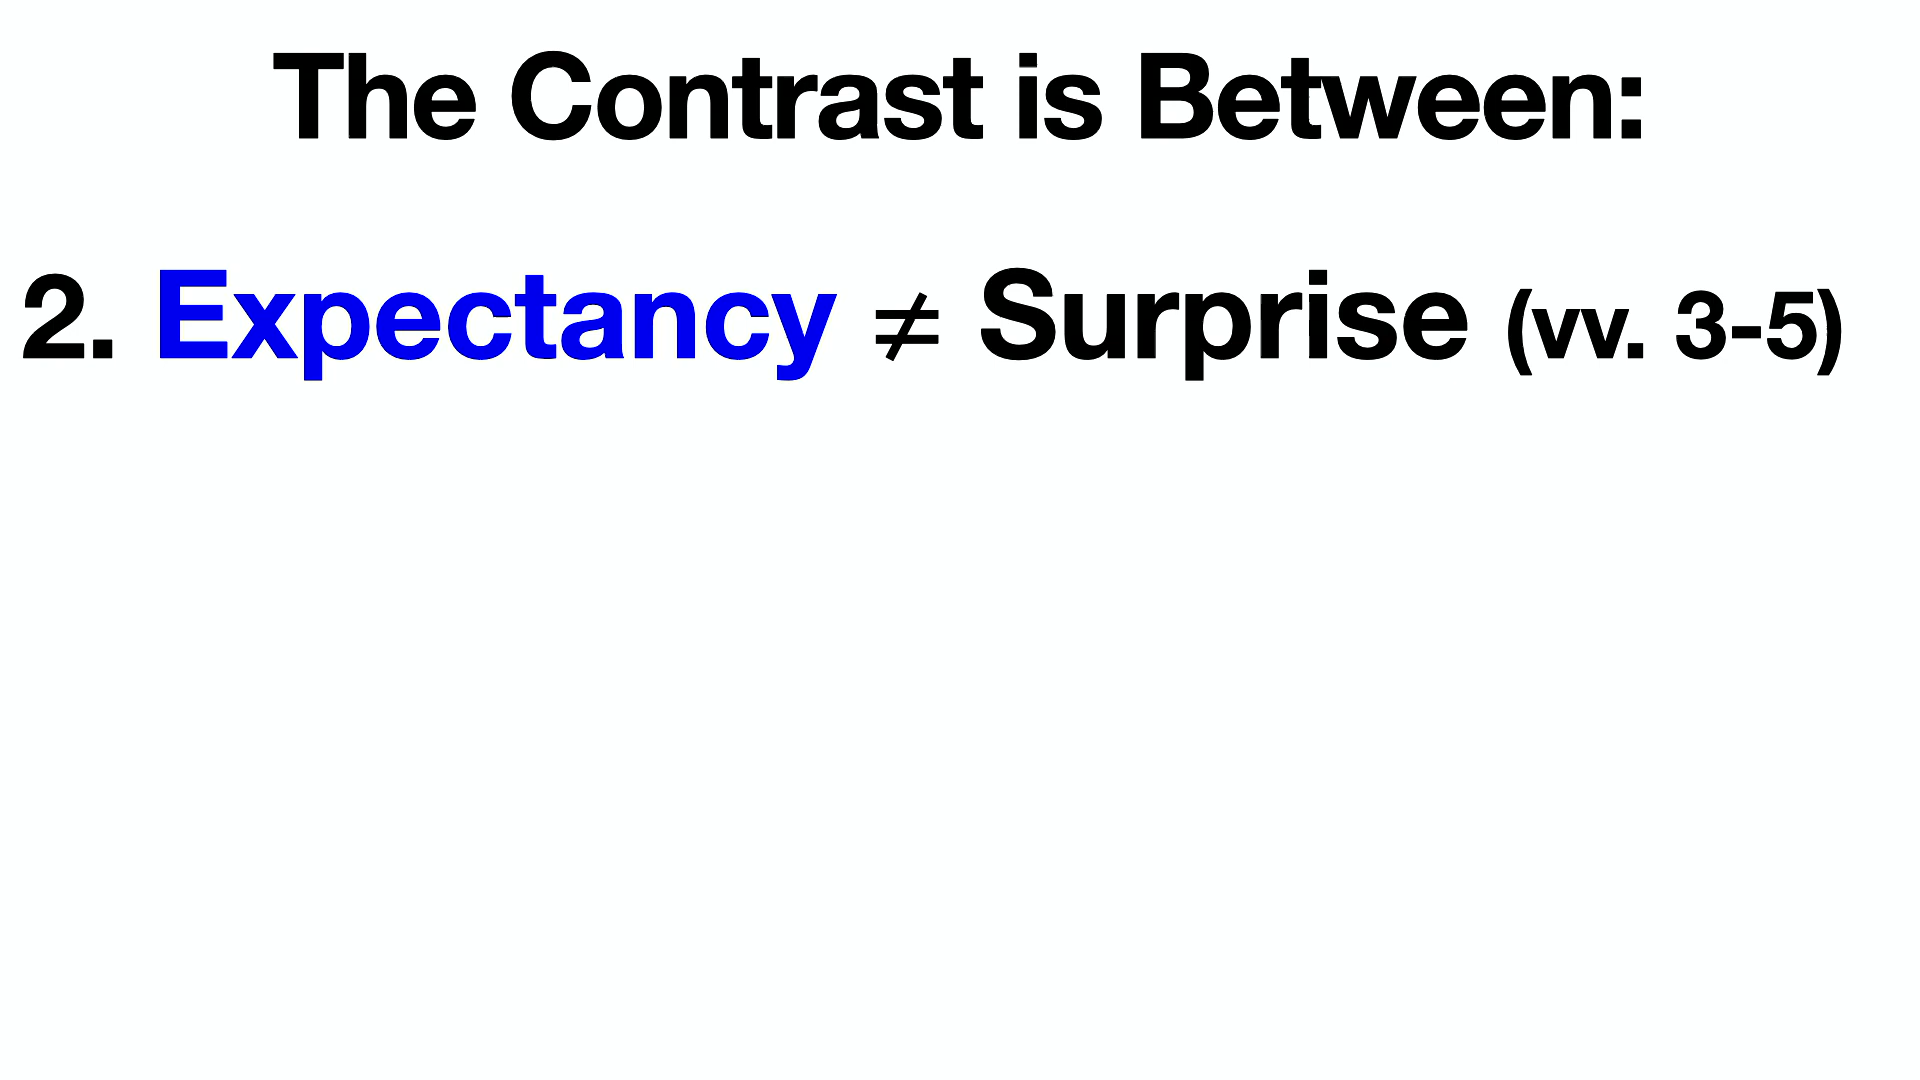 The Contrast is Between:
2. Expectancy ≠ Surprise (vv. 3-5)